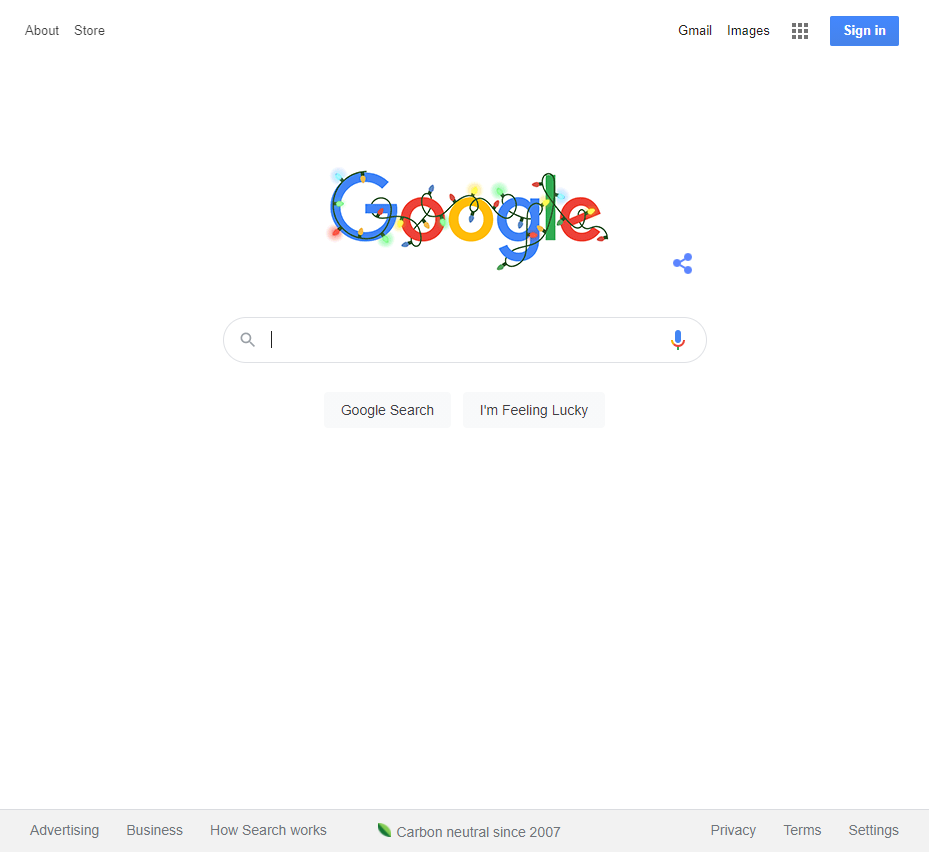 About Store Gmail Images Sign in
Google
Google Search I'm Feeling Lucky
Advertising Business How Search works Carbon neutral since 2007 Privacy Terms Settings